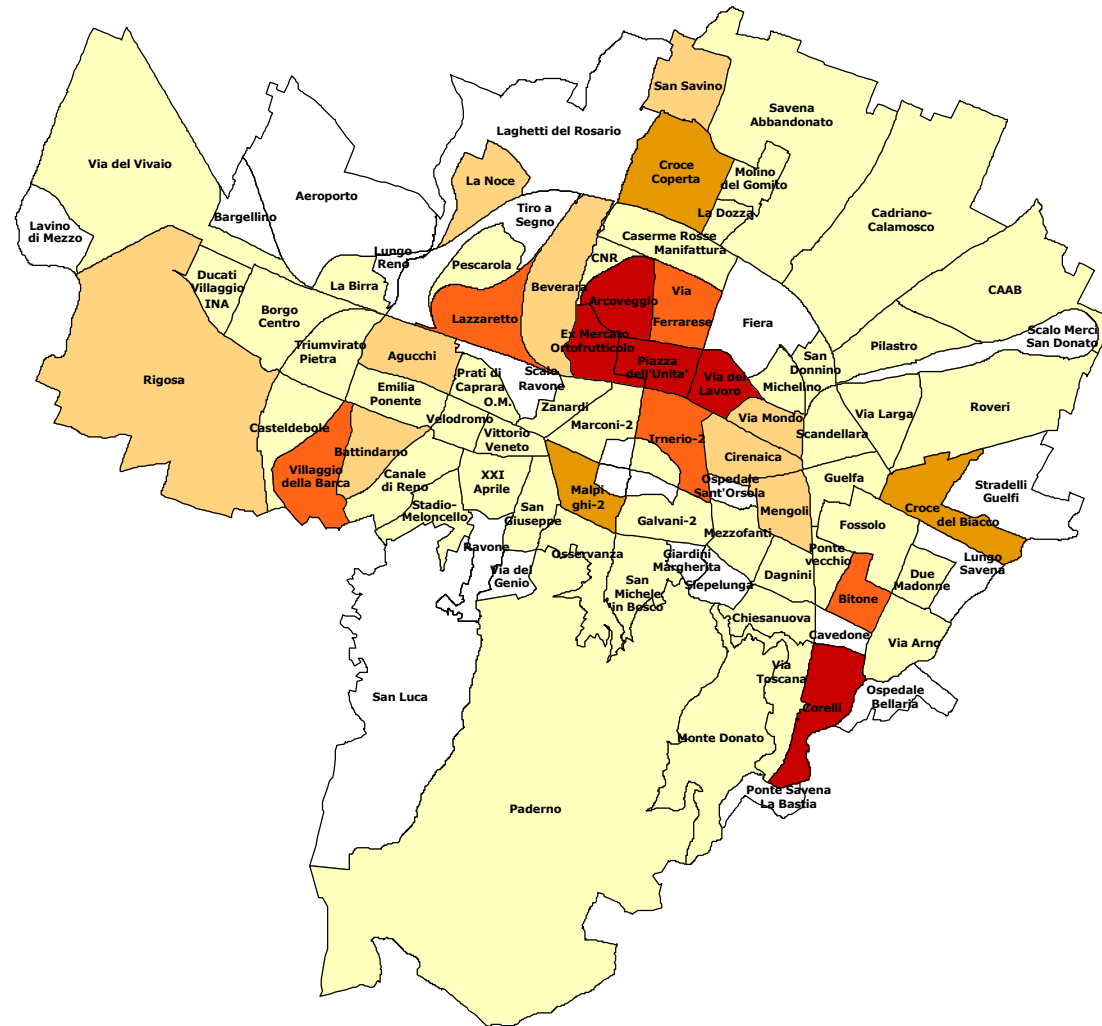 San Savino
Savena
Abbandonato
Laghetti del Rosario
Via del Vivaio
Croce
Coperta
Molino
del Gomito
La Noce
Aeroporto
Tiro a
Segno
La Dozza
Bargellino
Cadriano-
Calamosco
Lavino
di Mezzo
Caserme Rosse
Manifattura
Lungo
Reno
CNR
Pescarola
Ducati
Villaggio
INA
La Birra
Beverara
Arcoveggio
Via
Ferrarese
CAAB
Borgo
Centro
Lazzaretto
Fiera
Scalo Merci
San Donato
Ex Mercato
Ortofrutticolo
Triumvirato
Pietra
Pilastro
Agucchi
Piazza
dell'Unita'
San
Donnino
Rigosa
Prati di
Caprara
O.M.
Scalo
Ravone
Via del
Lavoro
Michelino
Emilia
Ponente
Zanardi
Roveri
Casteldebole
Velodromo
Marconi-2
Via Mondo
Via Larga
Vittorio
Veneto
Irnerio-2
Scandellara
Battindarno
Cirenaica
Villaggio
della Barca
Canale
di Reno
XXI
Aprile
Malpi
ghi-2
Ospedale
Sant'Orsola
Guelfa
Stradelli
Guelfi
Stadio-
Meloncello
San
Giuseppe
Mengoli
Croce
del Biacco
Galvani-2
Mezzofanti
Fossolo
Ravone
Osservanza
Giardini
Margherita
Ponte
vecchio
Lungo
Savena
Via del
Genio
San
Michele
in Bosco
Siepelunga
Dagnini
Due
Madonne
Bitone
Chiesanuova
Cavedone
Via Arno
Via
Toscana
San Luca
Ospedale
Bellaria
Corelli
Monte Donato
Ponte Savena
La Bastia
Paderno